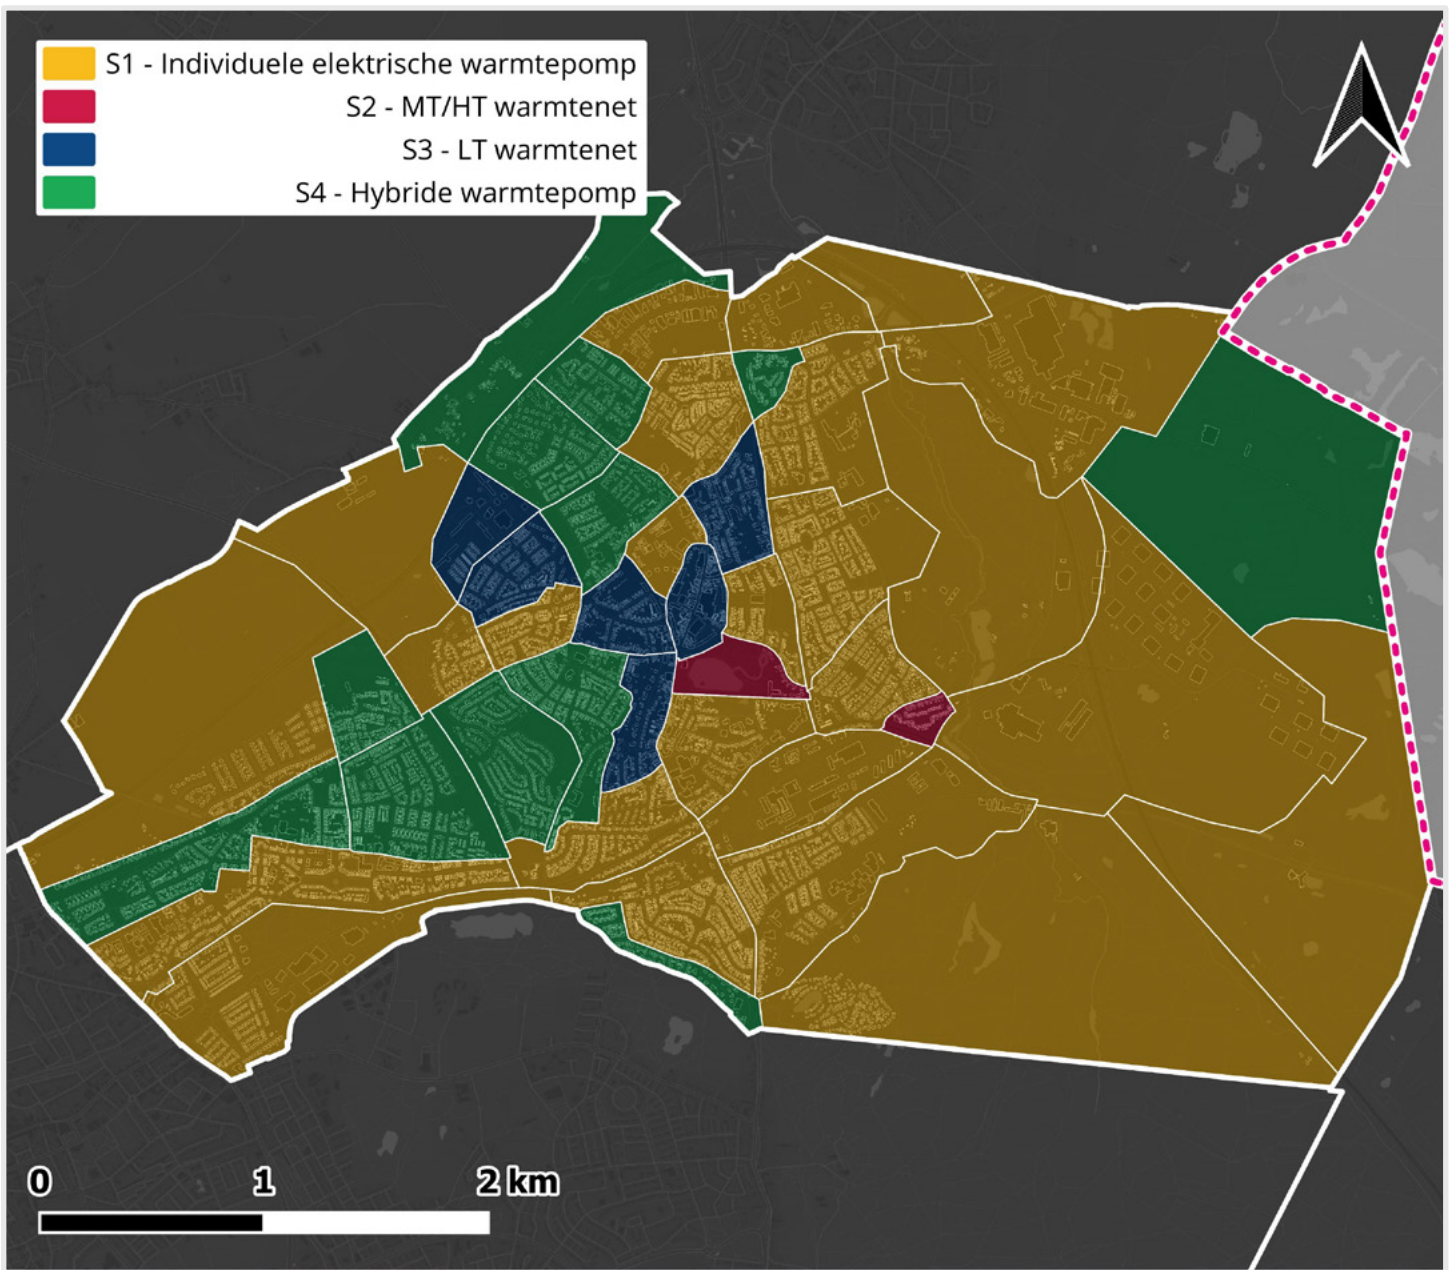 S1 - Individuele elektrische warmtepomp
S2 - MT/HT warmtenet
S3 - LT warmtenet
S4 - Hybride warmtepomp
0 1 2 km